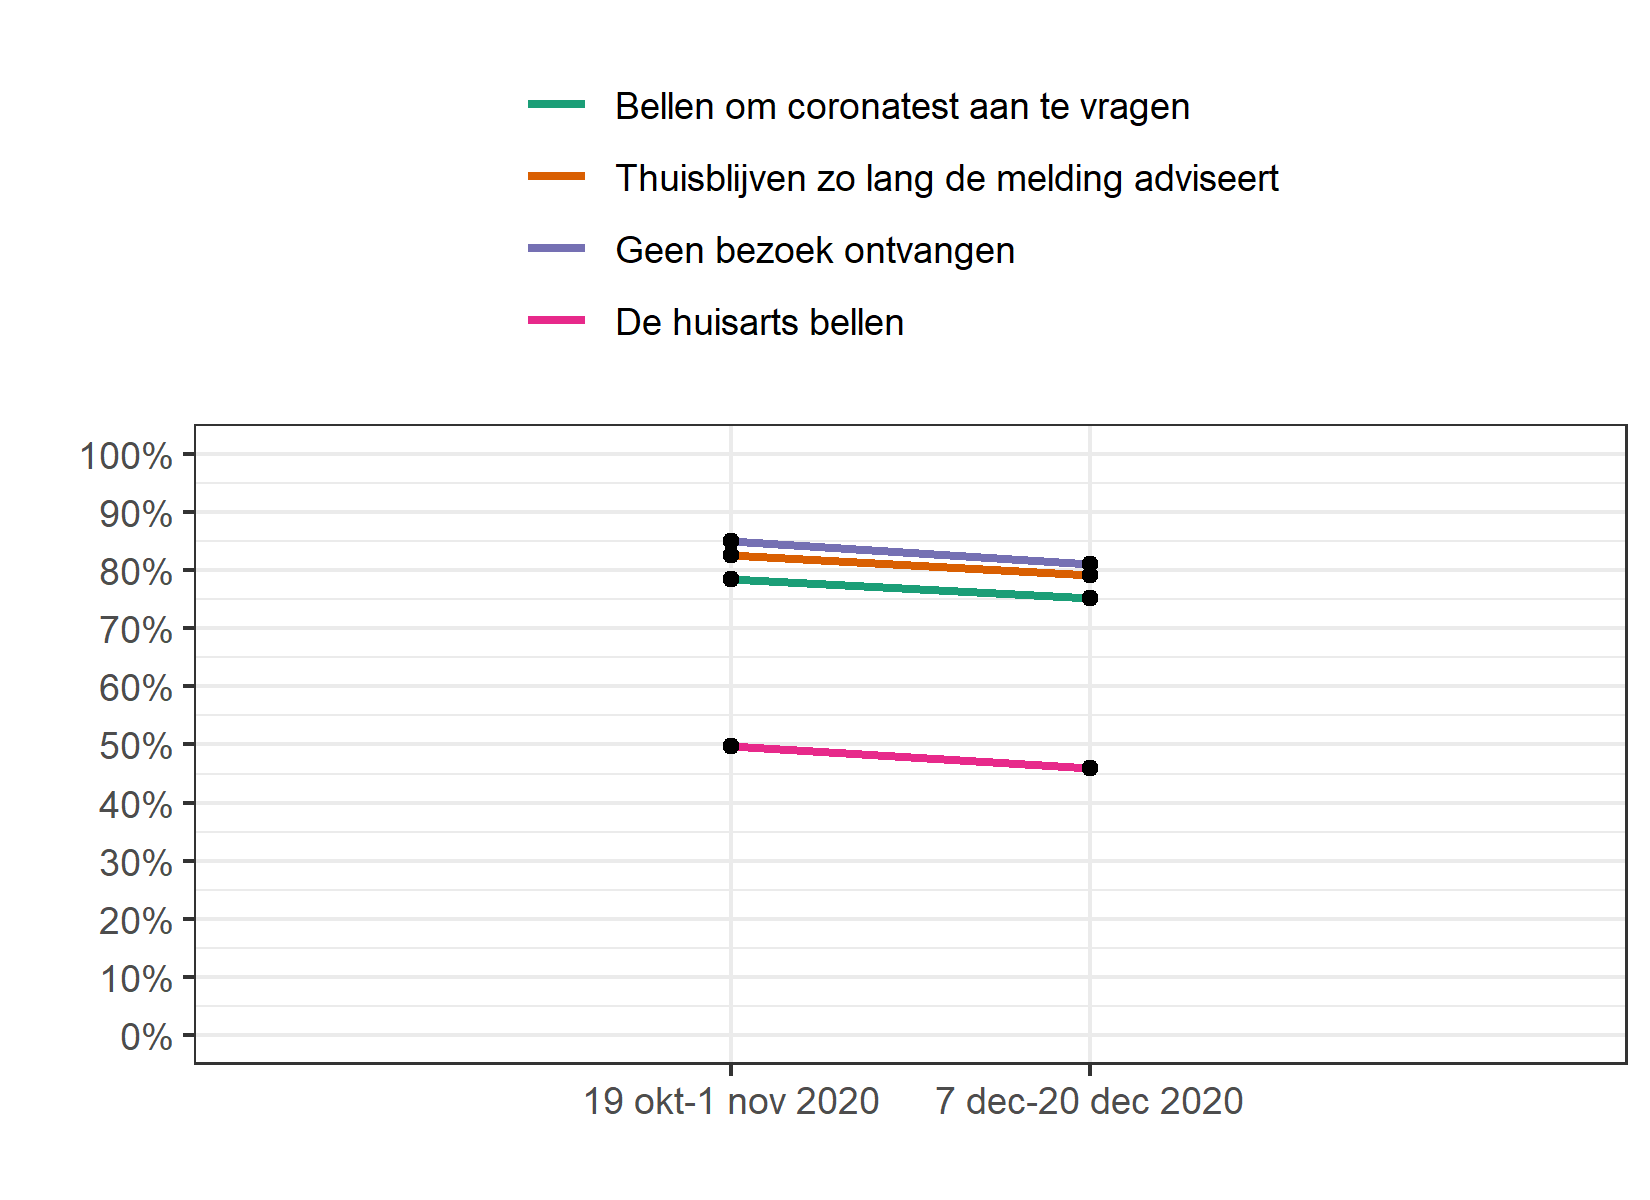 Bellen om coronatest aan te vragen
Thuisblijven zo lang de melding adviseert
Geen bezoek ontvangen
De huisarts bellen
100%
90%
80%
70%
60%
50%
40%
30%
20%
10%
0%
19 okt-1 nov 2020
7 dec-20 dec 2020